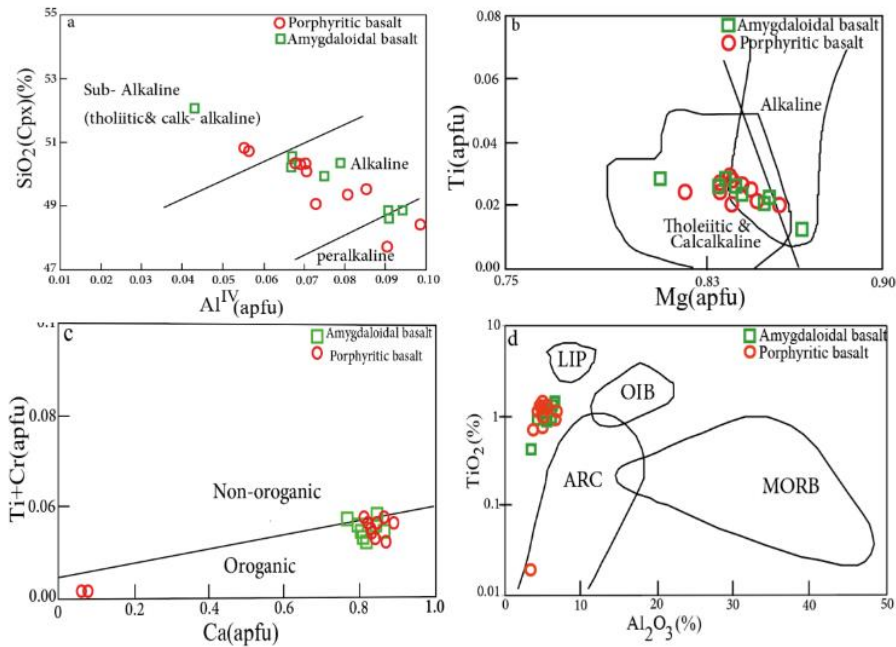 a
Porphyritic basalt
Amygdaloidal basalt
55
53
51
49
47
SiO2(Cpx)(%)
Sub- Alkaline
(tholiitic& calk- alkaline)
Alkaline
peralkaline
0.01 0.02 0.03 0.04 0.05 0.06 0.07 0.08 0.09 0.10
Al^IV(apfu)
b
Amygdaloidal basalt
Porphyritic basalt
0.08
0.06
0.04
0.02
0.00
Ti(apfu)
Alkaline
Tholeiitic &
Calcalkaline
0.75 0.83 0.90
Mg(apfu)
c
Amygdaloidal basalt
Porphyritic basalt
0.1
0.08
0.06
0.00
Ti+Cr(apfu)
Non-oroganic
Oroganic
0 0.2 0.4 0.6 0.8 1.0
Ca(apfu)
d
Amygdaloidal basalt
Porphyritic basalt
10
1
0.1
0.01
TiO2(%)
LIP
OIB
ARC
MORB
0 10 20 30 40 50
Al2O3(%)